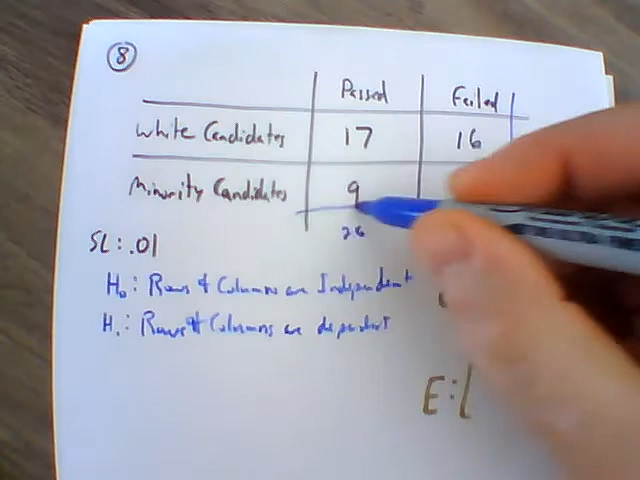 8
Passed Failed
White Candidates 17 16
Minority Candidates 9
26
SL: .01
H₀: Rows & Columns are Independent
H₁: Rows & Columns are dependent
E: